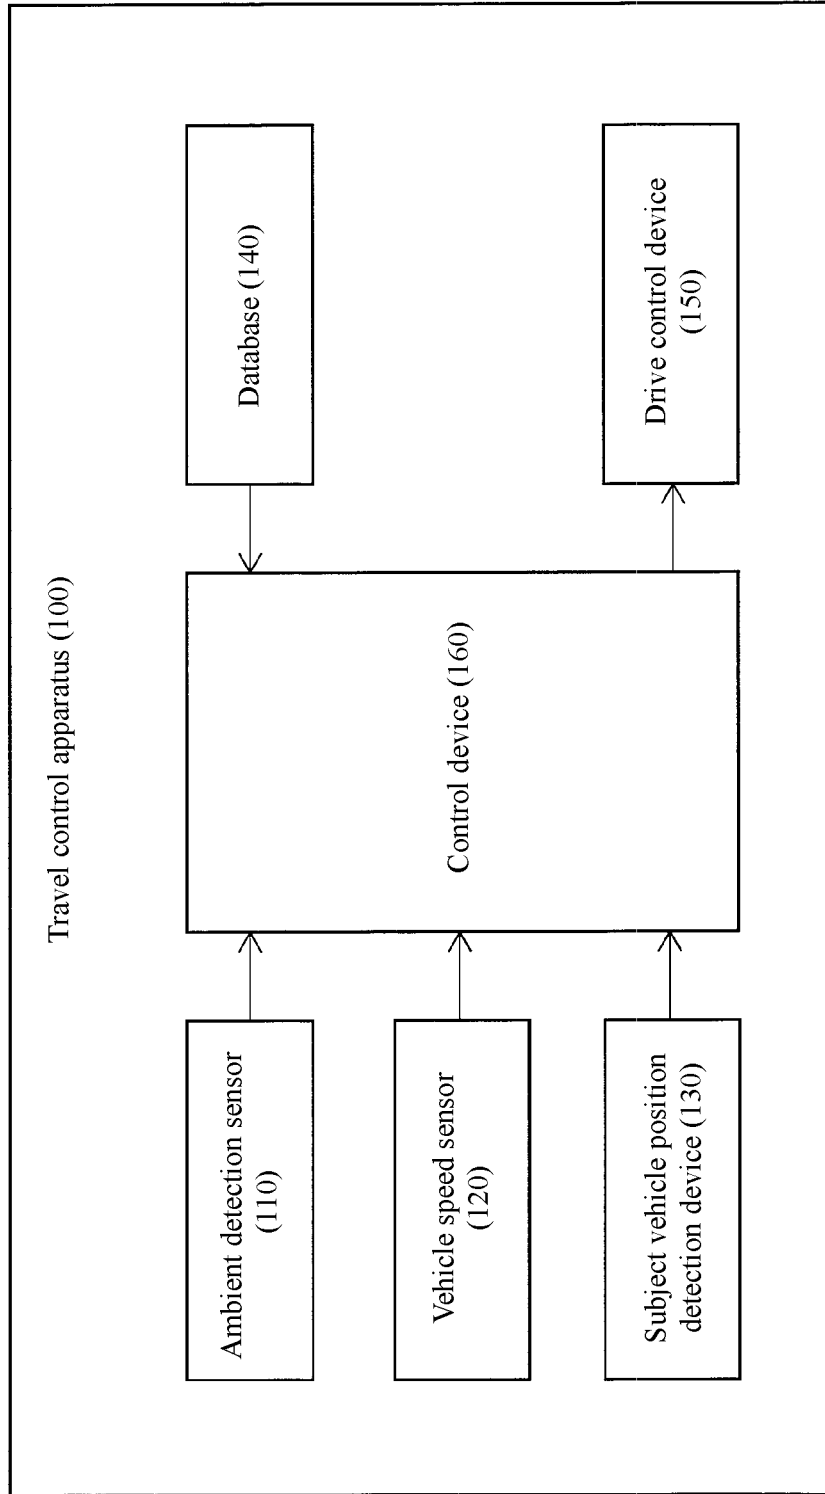 Travel control apparatus (100)
Ambient detection sensor
(110)
Vehicle speed sensor
(120)
Subject vehicle position
detection device (130)
Control device (160)
Database (140)
Drive control device
(150)